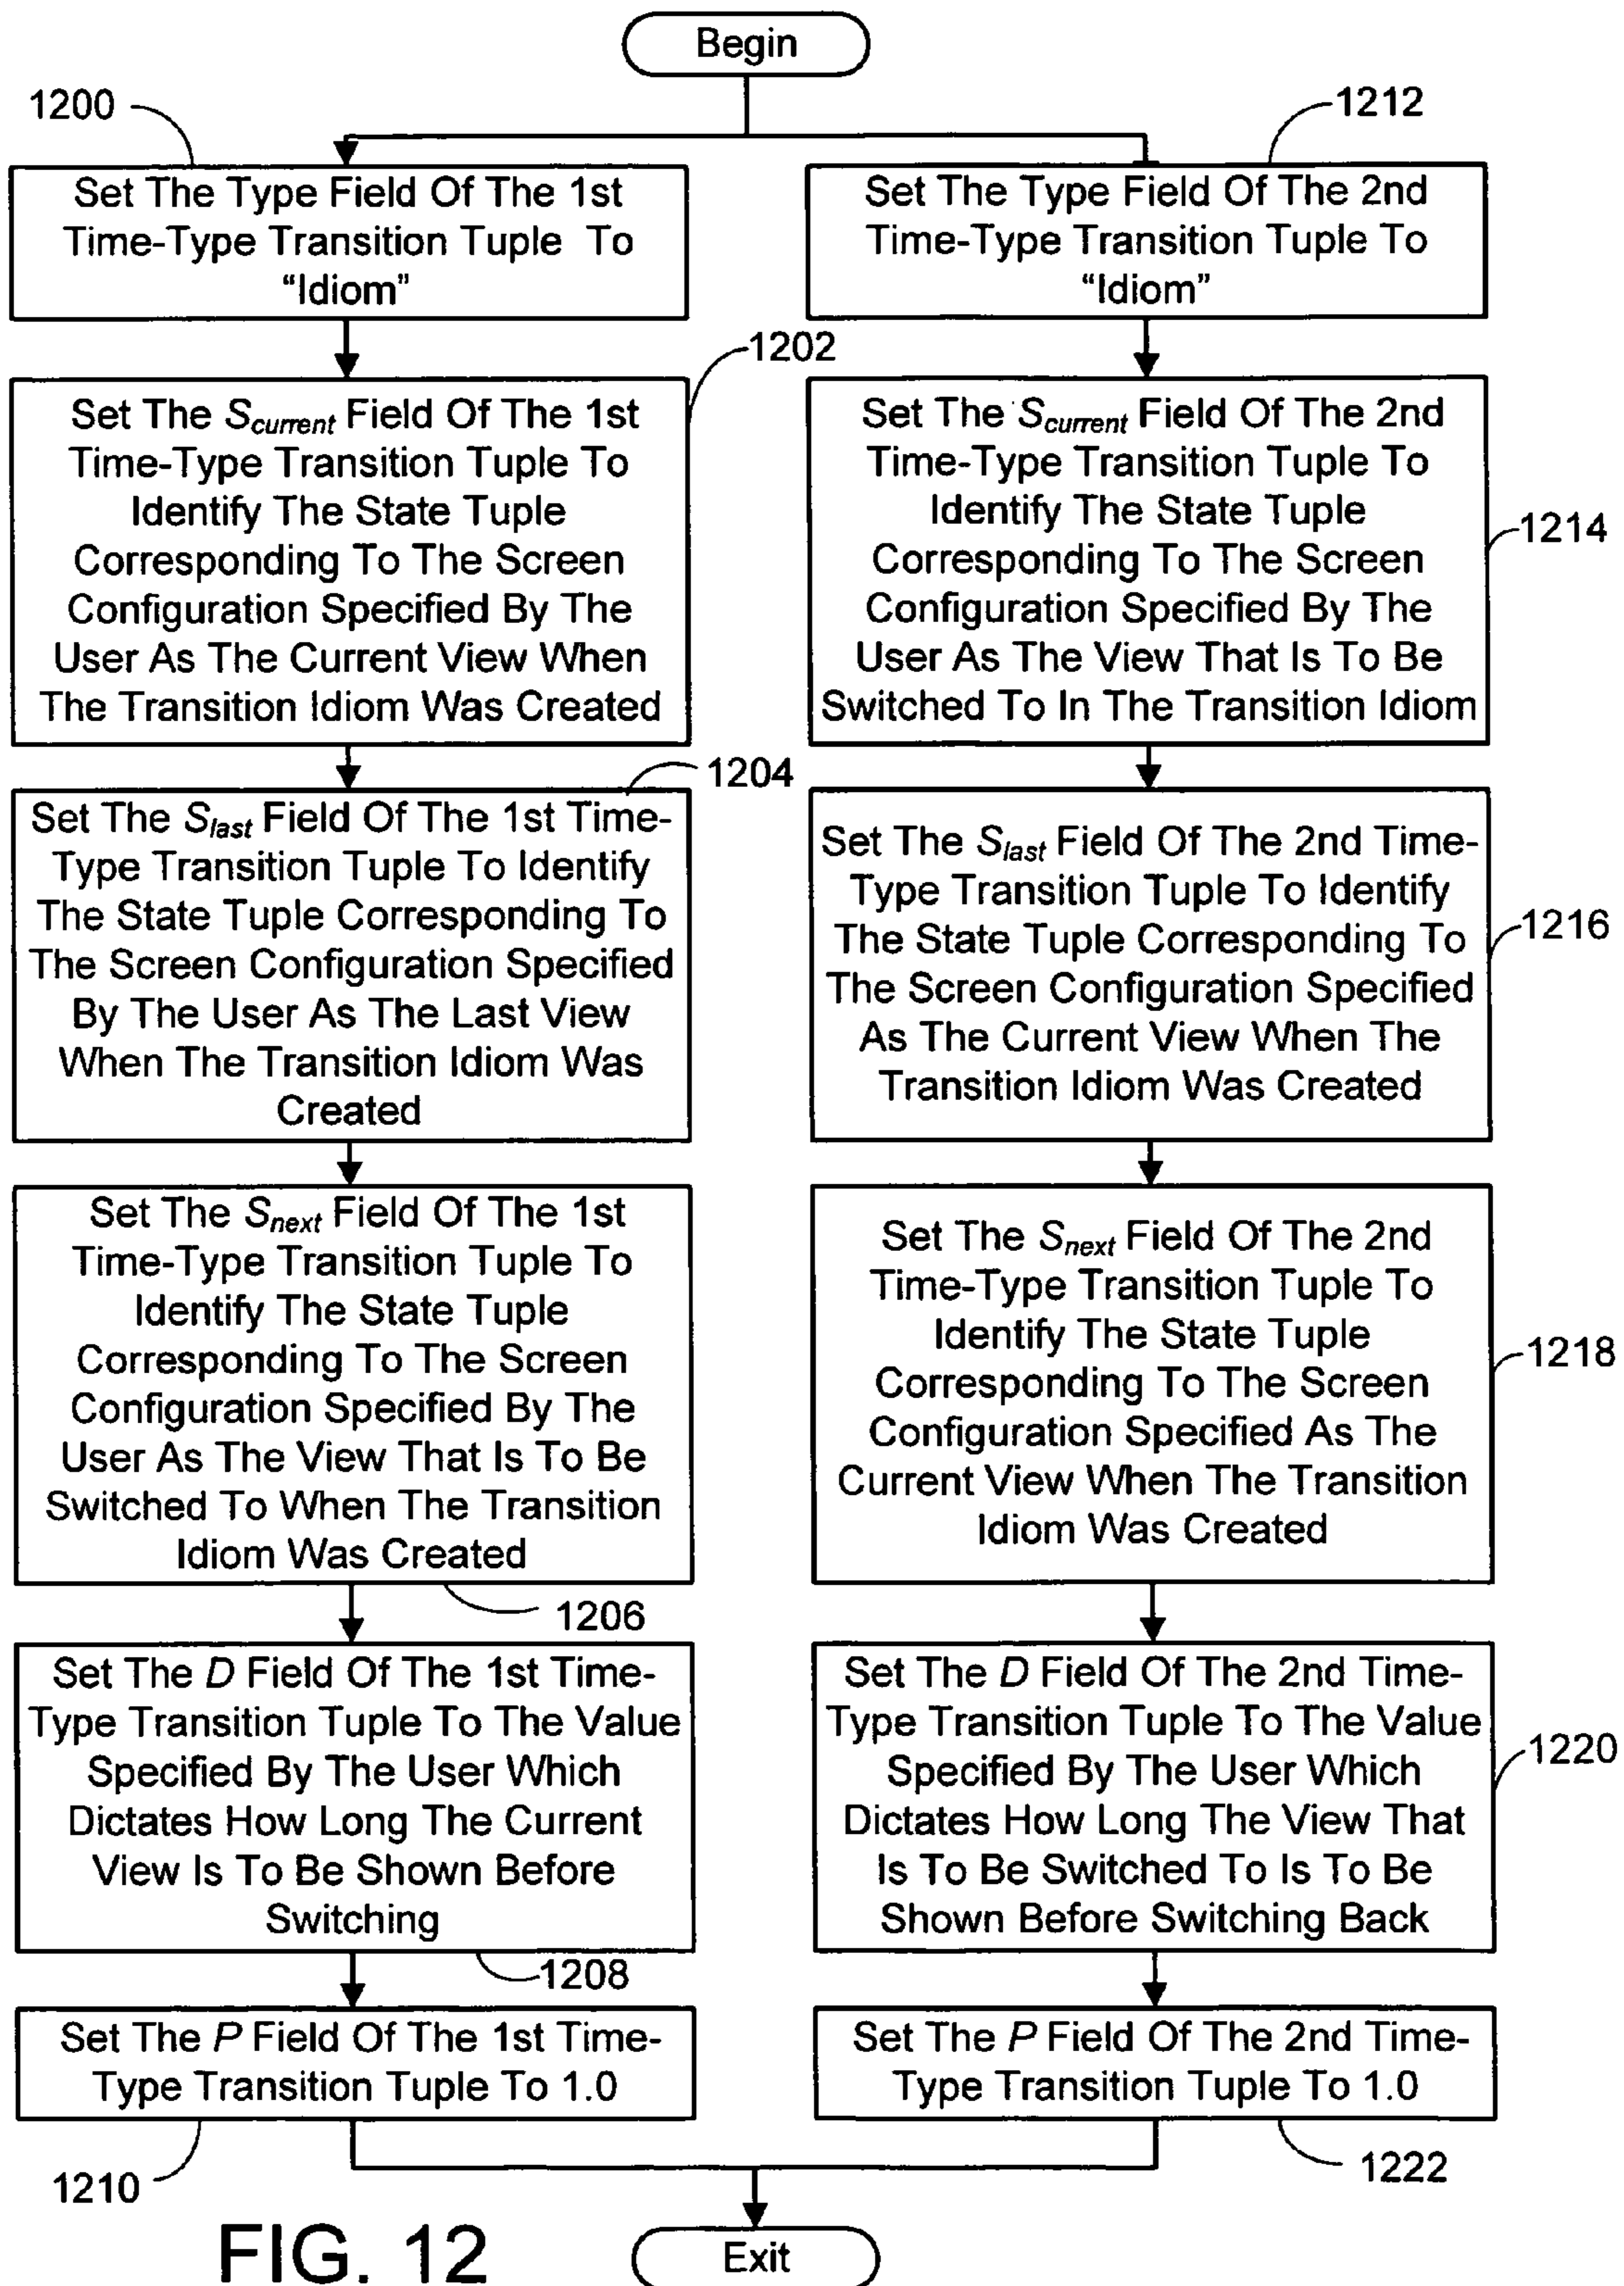 Begin
1200
Set The Type Field Of The 1st
Time-Type Transition Tuple To
“Idiom”
1202
Set The Scurrent Field Of The 1st
Time-Type Transition Tuple To
Identify The State Tuple
Corresponding To The Screen
Configuration Specified By The
User As The Current View When
The Transition Idiom Was Created
1204
Set The Slast Field Of The 1st Time-
Type Transition Tuple To Identify
The State Tuple Corresponding To
The Screen Configuration Specified
By The User As The Last View
When The Transition Idiom Was
Created
Set The Snext Field Of The 1st
Time-Type Transition Tuple To
Identify The State Tuple
Corresponding To The Screen
Configuration Specified By The
User As The View That Is To Be
Switched To When The Transition
Idiom Was Created
1206
Set The D Field Of The 1st Time-
Type Transition Tuple To The Value
Specified By The User Which
Dictates How Long The Current
View Is To Be Shown Before
Switching
1208
Set The P Field Of The 1st Time-
Type Transition Tuple To 1.0
1210
1212
Set The Type Field Of The 2nd
Time-Type Transition Tuple To
“Idiom”
Set The Scurrent Field Of The 2nd
Time-Type Transition Tuple To
Identify The State Tuple
Corresponding To The Screen
Configuration Specified By The
User As The View That Is To Be
Switched To In The Transition Idiom
1214
Set The Slast Field Of The 2nd Time-
Type Transition Tuple To Identify
The State Tuple Corresponding To
The Screen Configuration Specified
As The Current View When The
Transition Idiom Was Created
1216
Set The Snext Field Of The 2nd
Time-Type Transition Tuple To
Identify The State Tuple
Corresponding To The Screen
Configuration Specified As The
Current View When The Transition
Idiom Was Created
1218
Set The D Field Of The 2nd Time-
Type Transition Tuple To The Value
Specified By The User Which
Dictates How Long The View That
Is To Be Switched To Is To Be
Shown Before Switching Back
1220
Set The P Field Of The 2nd Time-
Type Transition Tuple To 1.0
1222
Exit
FIG. 12